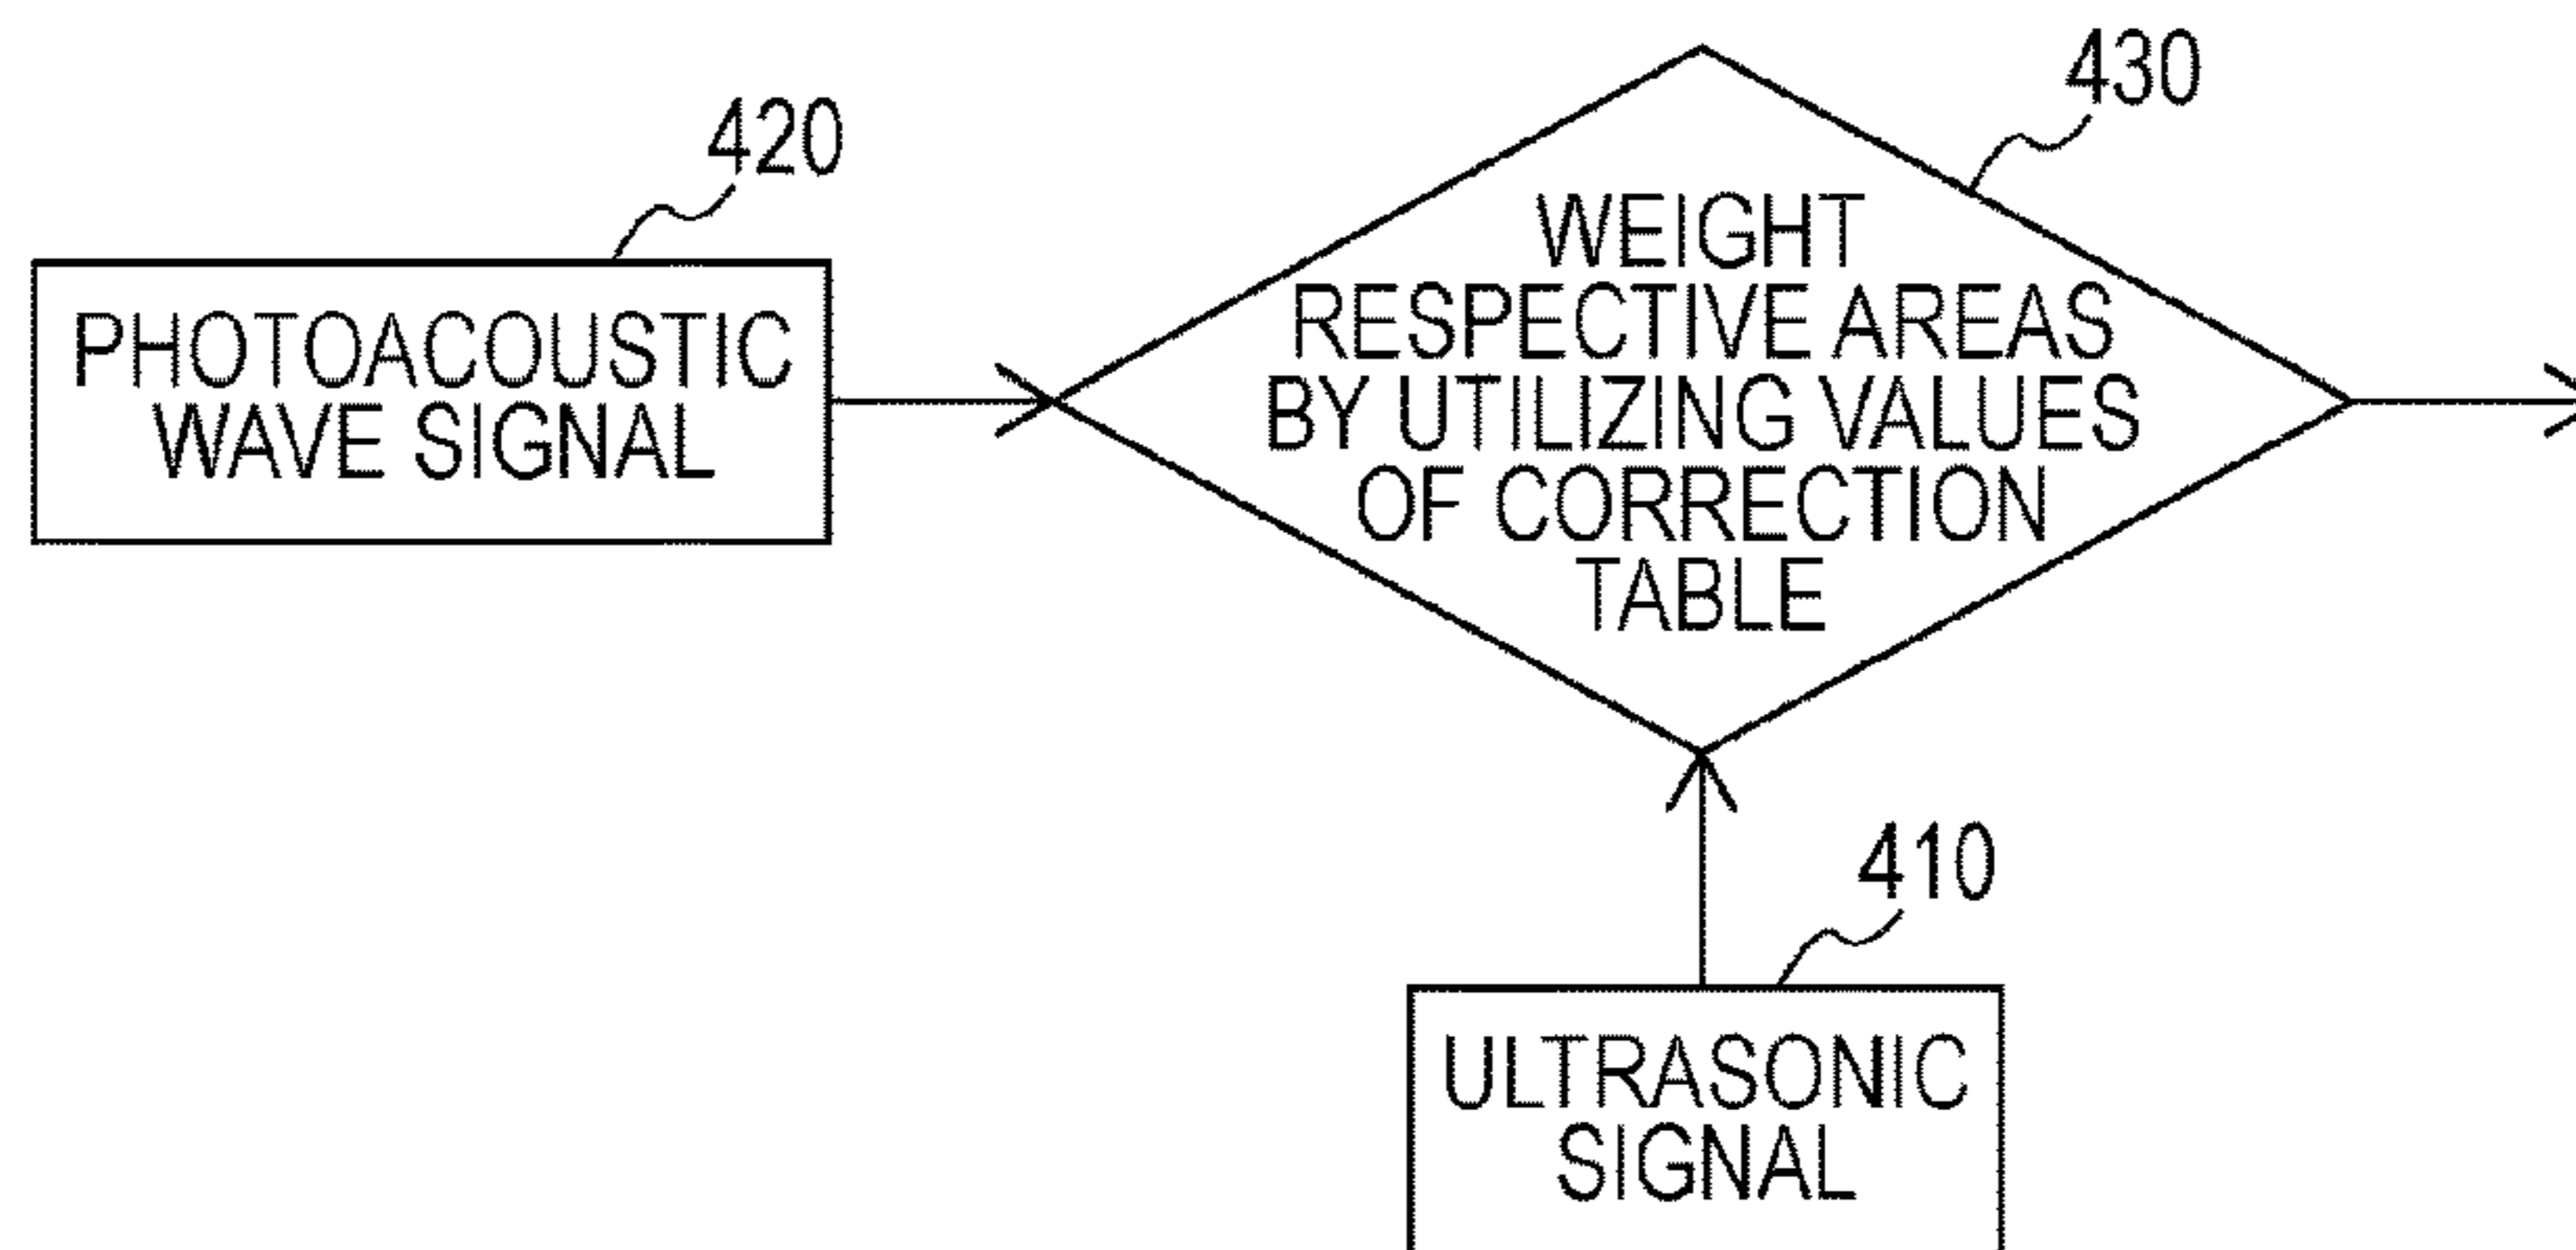 420
PHOTOACOUSTIC
WAVE SIGNAL
430
WEIGHT
RESPECTIVE AREAS
BY UTILIZING VALUES
OF CORRECTION
TABLE
410
ULTRASONIC
SIGNAL